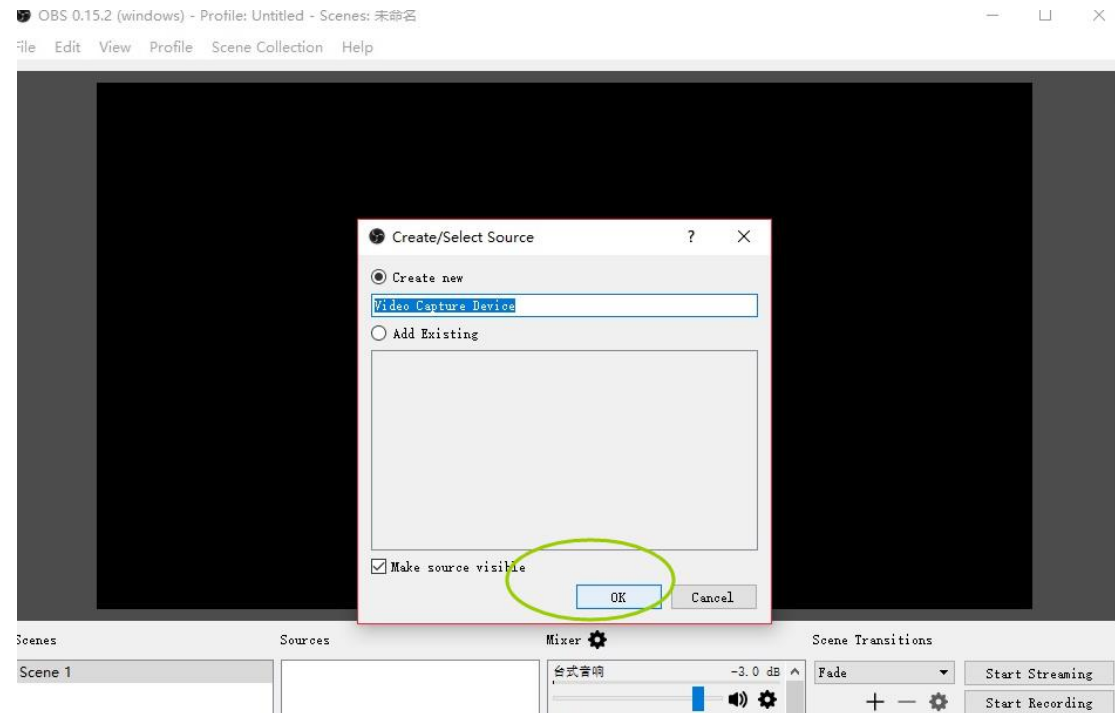 OBS 0.15.2 (windows) - Profile: Untitled - Scenes: 未命名
File Edit View Profile Scene Collection Help
Create/Select Source ?
Create new
Video Capture Device
Add Existing
Make source visible
OK Cancel
Scenes Sources Mixer Scene Transitions
Scene 1 台式音响 -3.0 dB Fade Start Streaming
Start Recording